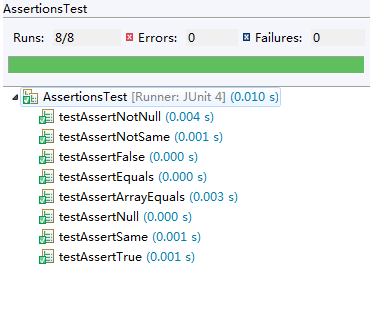 AssertionsTest
Runs: 8/8 Errors: 0 Failures: 0
AssertionsTest [Runner: JUnit 4] (0.010 s)
testAssertNotNull (0.004 s)
testAssertNotSame (0.001 s)
testAssertFalse (0.000 s)
testAssertEquals (0.000 s)
testAssertArrayEquals (0.003 s)
testAssertNull (0.000 s)
testAssertSame (0.001 s)
testAssertTrue (0.001 s)